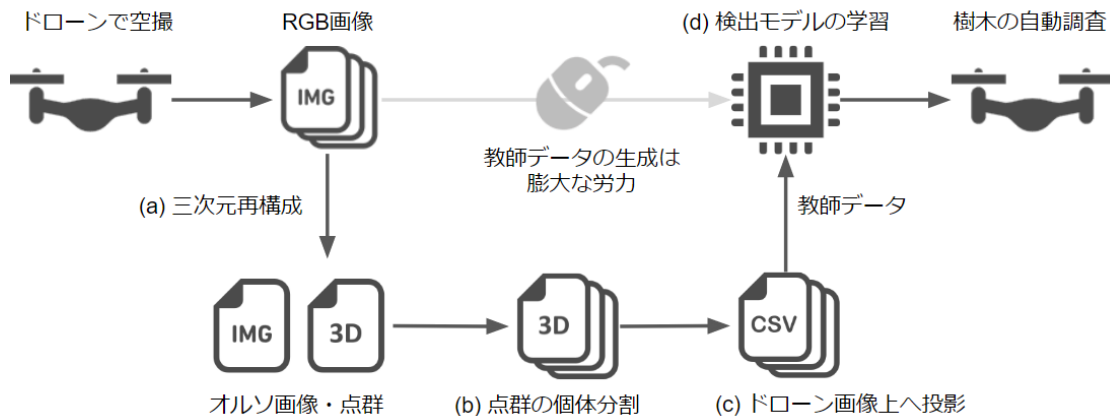 ドローンで空撮
RGB画像
(d) 検出モデルの学習
樹木の自動調査
IMG
教師データの生成は
膨大な労力
(a) 三次元再構成
教師データ
IMG
3D
3D
CSV
オルソ画像・点群
(b) 点群の個体分割
(c) ドローン画像上へ投影